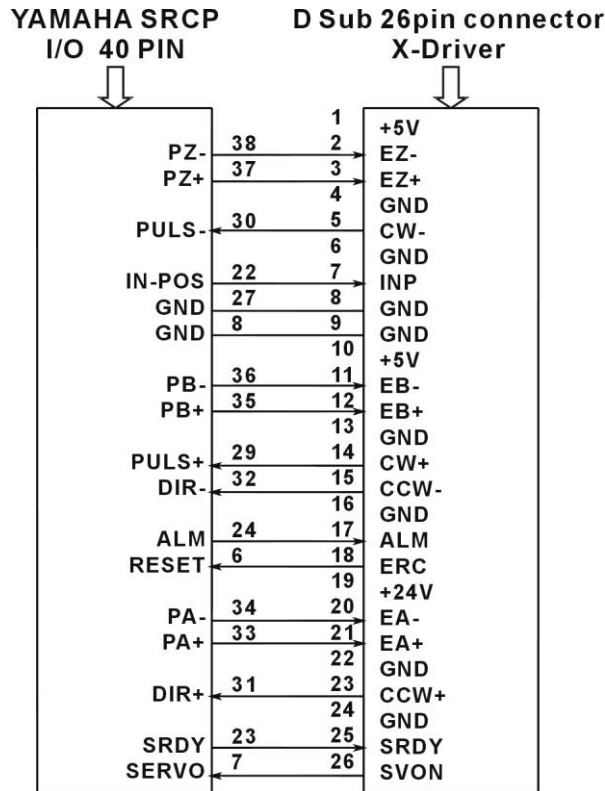 YAMAHA SRCP D Sub 26pin connector
I/O 40 PIN X-Driver
1 +5V
PZ- 38 2 EZ-
PZ+ 37 3 EZ+
4 GND
PULS- 30 5 CW-
6 GND
IN-POS 22 7 INP
GND 27 8 GND
GND 8 9 GND
10 +5V
PB- 36 11 EB-
PB+ 35 12 EB+
13 GND
PULS+ 29 14 CW+
DIR- 32 15 CCW-
16 GND
ALM 24 17 ALM
RESET 6 18 ERC
19 +24V
PA- 34 20 EA-
PA+ 33 21 EA+
22 GND
DIR+ 31 23 CCW+
24 GND
SRDY 23 25 SRDY
SERVO 7 26 SVON